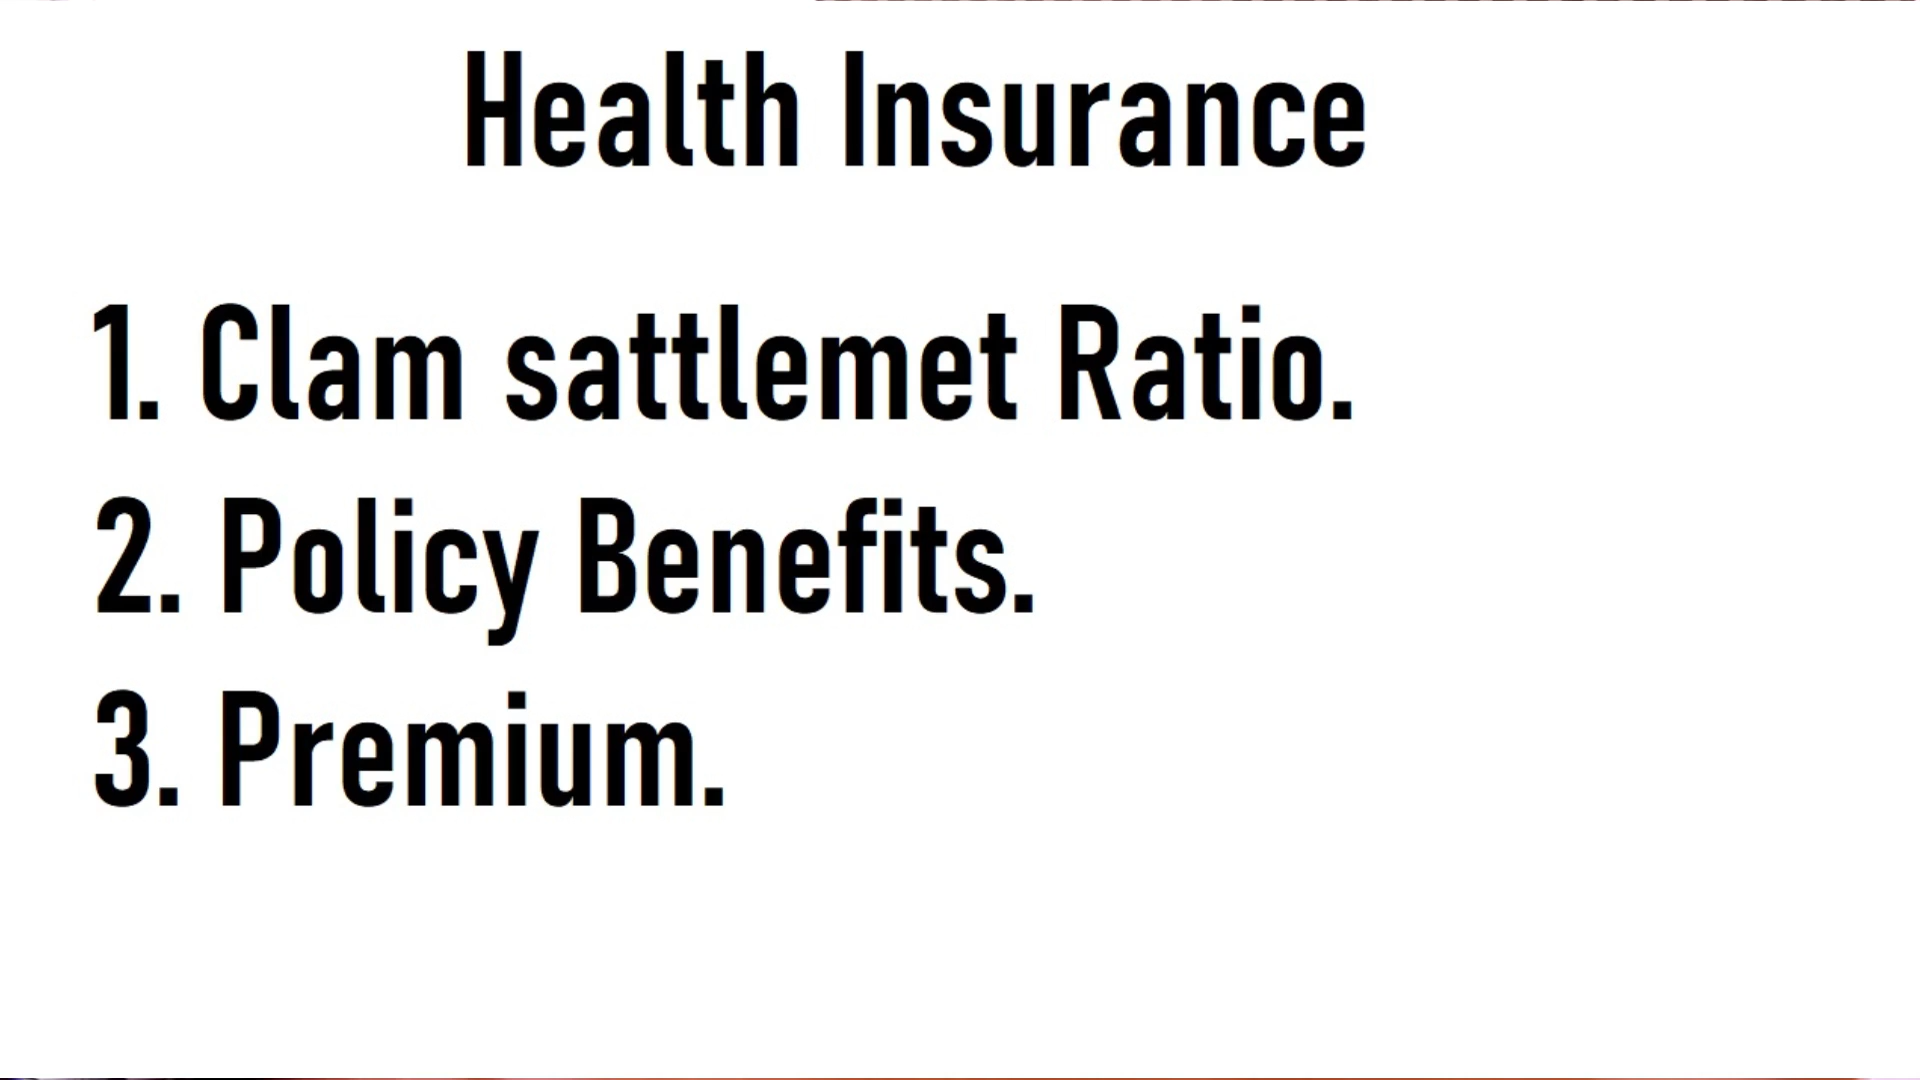 Health Insurance
1. Clam sattlemet Ratio.
2. Policy Benefits.
3. Premium.